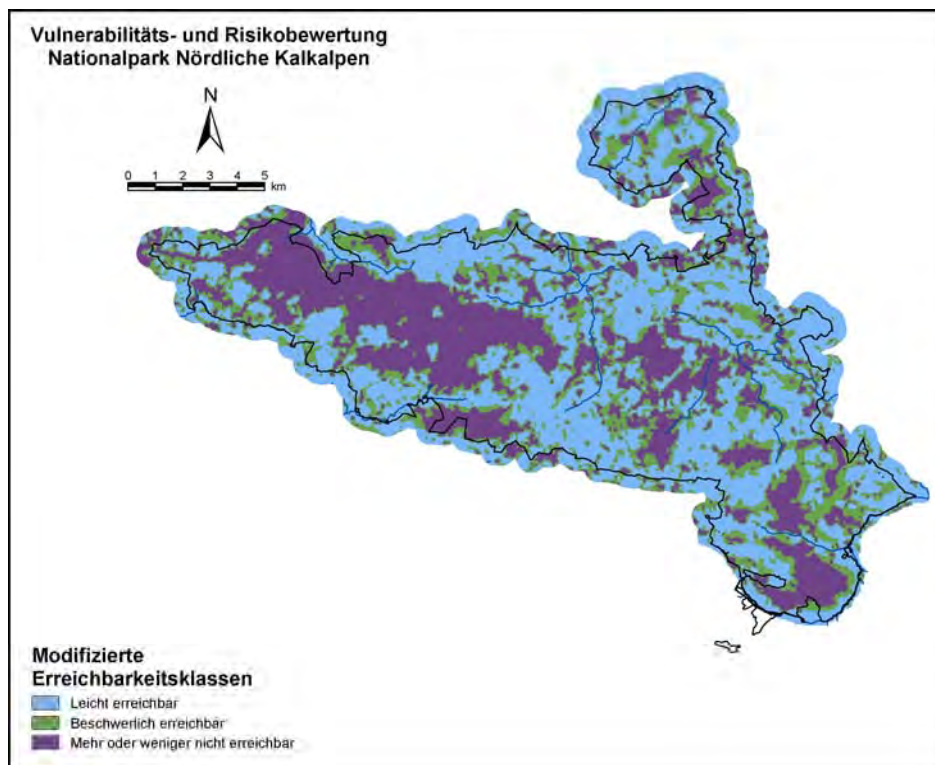 Vulnerabilitäts- und Risikobewertung
Nationalpark Nördliche Kalkalpen
N
0 1 2 3 4 5
km
Modifizierte
Erreichbarkeitsklassen
Leicht erreichbar
Beschwerlich erreichbar
Mehr oder weniger nicht erreichbar